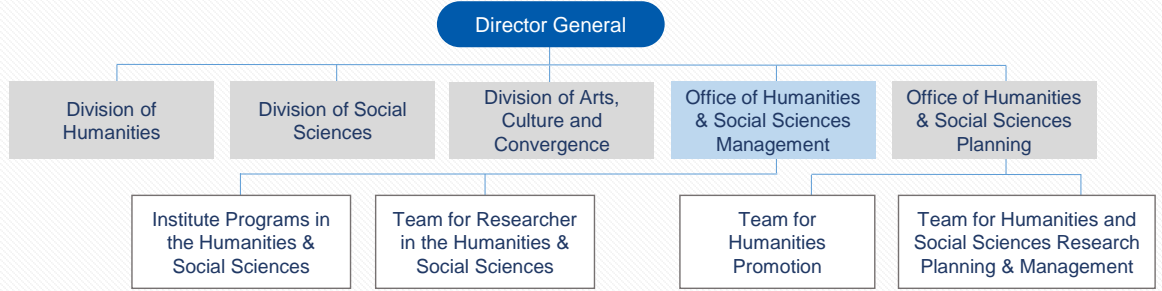 Director General
Division of
Humanities
Division of Social
Sciences
Division of Arts,
Culture and
Convergence
Office of Humanities
& Social Sciences
Management
Office of Humanities
& Social Sciences
Planning
Institute Programs in
the Humanities &
Social Sciences
Team for Researcher
in the Humanities &
Social Sciences
Team for
Humanities
Promotion
Team for Humanities and
Social Sciences Research
Planning & Management